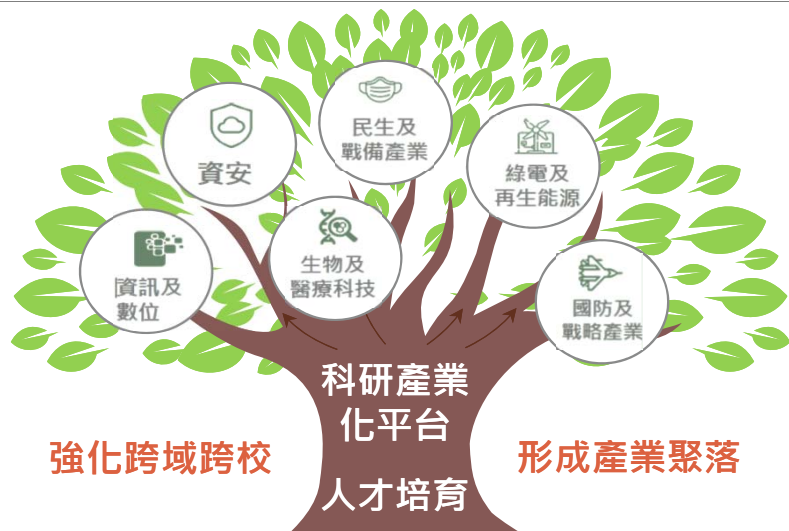 民生及
戰備產業
資安
綠電及
再生能源
生物及
醫療科技
資訊及
數位
國防及
戰略產業
科研產業
化平台
人才培育
強化跨域跨校
形成產業聚落